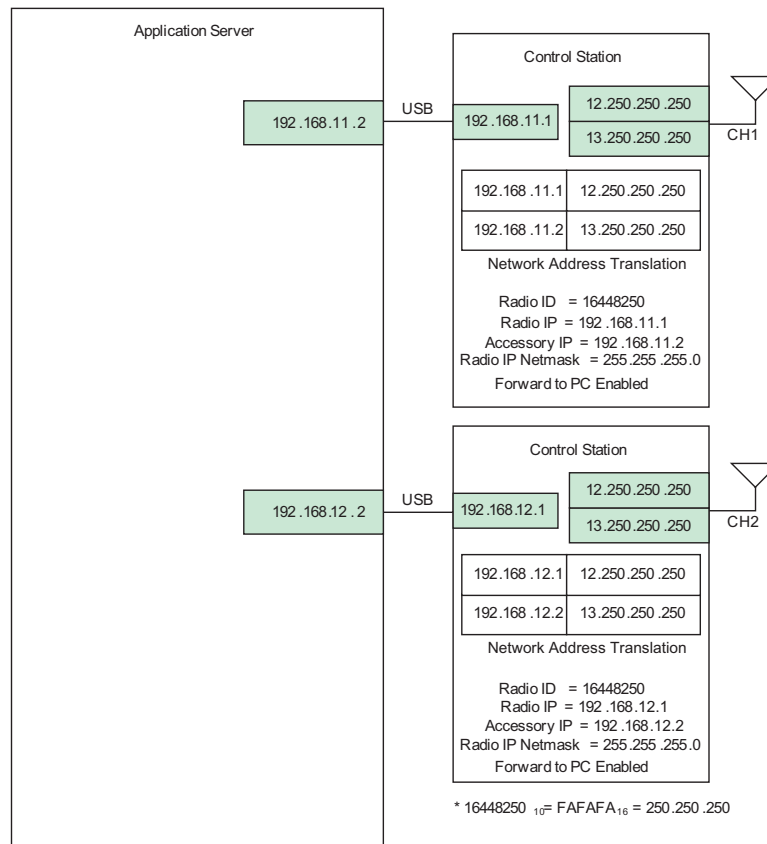 Application Server
Control Station
192 .168.11 . 2
USB
192 .168.11.1
12.250.250 .250
13.250.250 .250
CH1
192.168 .11.1 12.250.250 .250
192.168 .11.2 13.250.250 .250
Network Address Translation
Radio ID = 16448250
Radio IP = 192 .168.11.1
Accessory IP = 192 .168.11.2
Radio IP Netmask = 255.255 .255.0
Forward to PC Enabled
Control Station
192 .168.12 . 2
USB
192.168.12.1
12.250.250 .250
13.250.250 .250
CH2
192.168 .12.1 12.250.250 .250
192.168 .12.2 13.250.250 .250
Network Address Translation
Radio ID = 16448250
Radio IP = 192 .168.12.1
Accessory IP = 192 .168.12.2
Radio IP Netmask = 255.255 .255.0
Forward to PC Enabled
* 16448250 10= FAFAFA16 = 250.250 .250